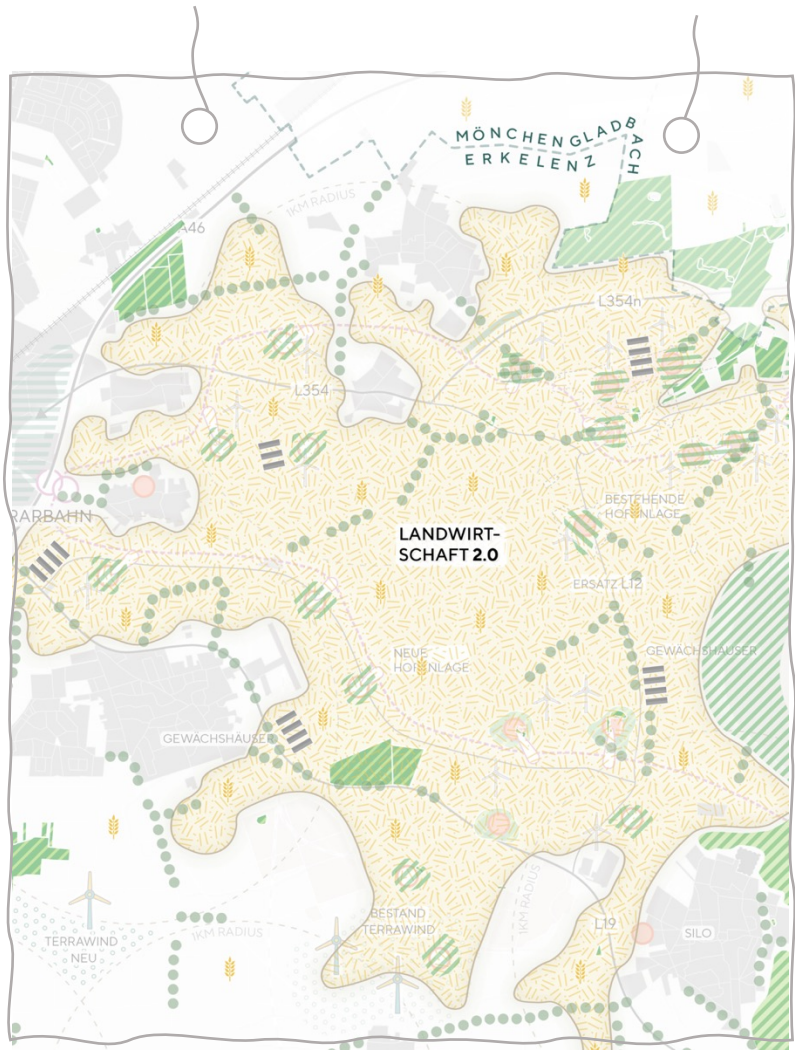 MÖNCHENGLADBACH
ERKELENZ
1KM RADIUS
A46
L354n
L354
BESTEHENDE
HOFANLAGE
RARBAHN
LANDWIRT-
SCHAFT 2.0
ERSATZ L12
NEUE
HOFANLAGE
GEWÄCHSHÄUSER
GEWÄCHSHÄUSER
1KM RADIUS
BESTAND
TERRAWIND
L19
SILO
1KM RADIUS
TERRAWIND
NEU